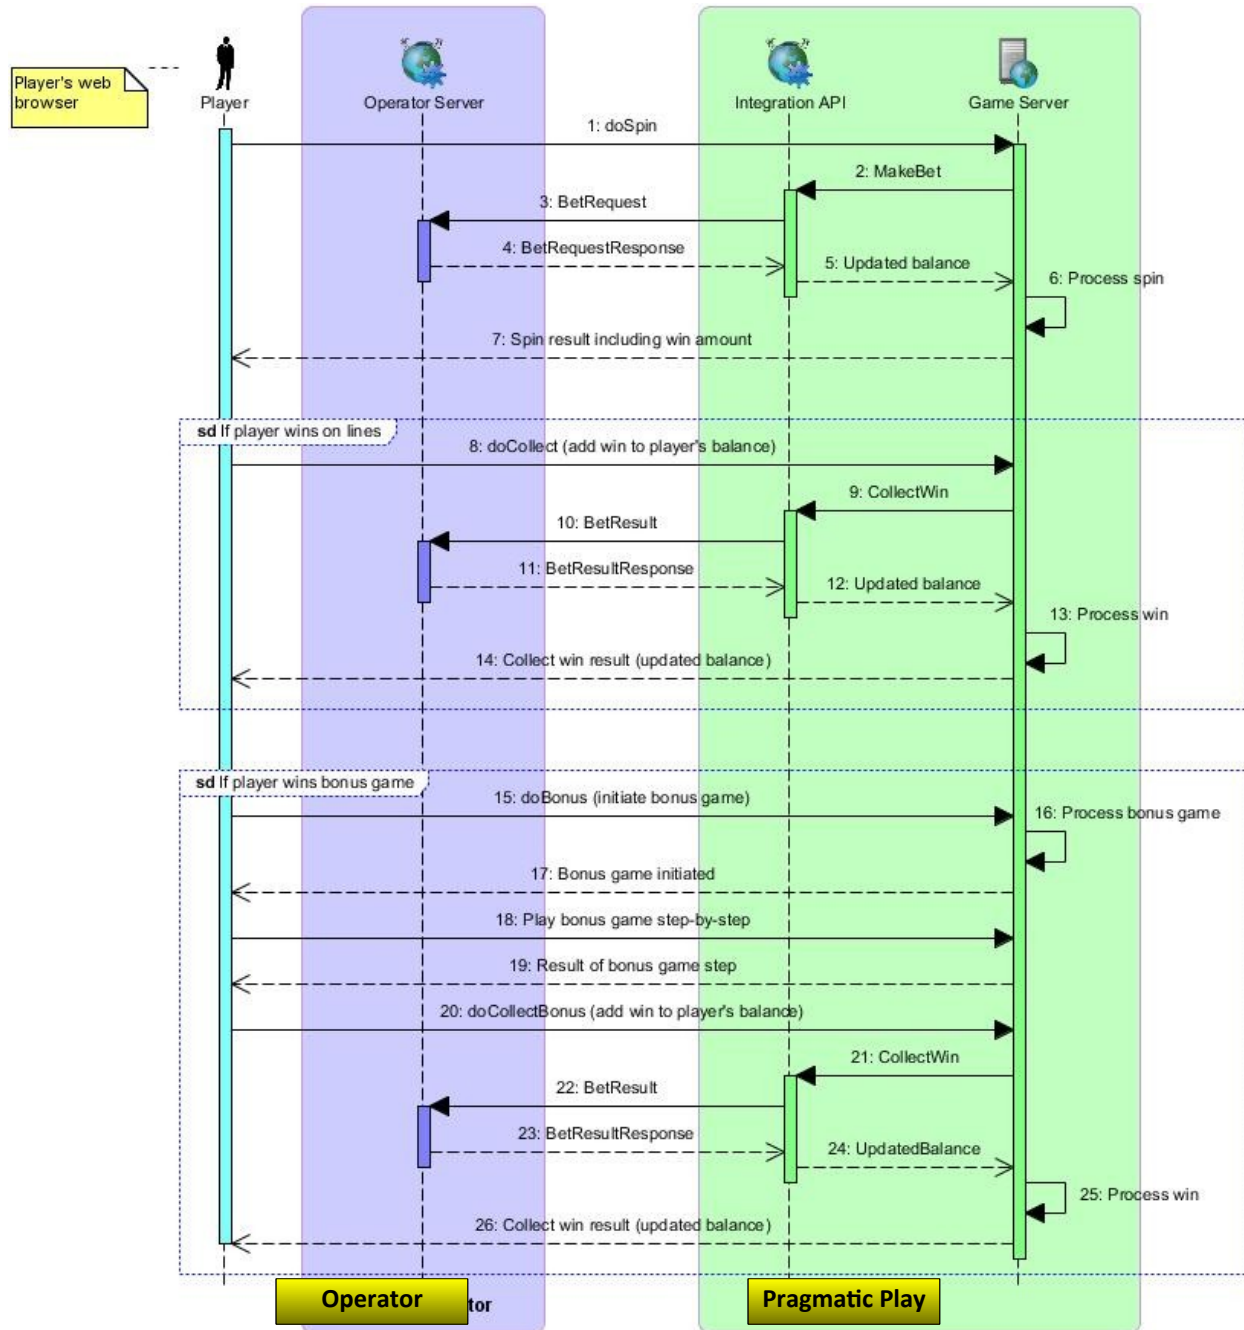 Player's web
browser
Player
Operator Server
Integration API
Game Server
1: doSpin
2: MakeBet
3: BetRequest
4: BetRequestResponse
5: Updated balance
6: Process spin
7: Spin result including win amount
sd If player wins on lines
8: doCollect (add win to player's balance)
9: CollectWin
10: BetResult
11: BetResultResponse
12: Updated balance
13: Process win
14: Collect win result (updated balance)
sd If player wins bonus game
15: doBonus (initiate bonus game)
16: Process bonus game
17: Bonus game initiated
18: Play bonus game step-by-step
19: Result of bonus game step
20: doCollectBonus (add win to player's balance)
21: CollectWin
22: BetResult
23: BetResultResponse
24: UpdatedBalance
25: Process win
26: Collect win result (updated balance)
Operator
tor
Pragmatic Play